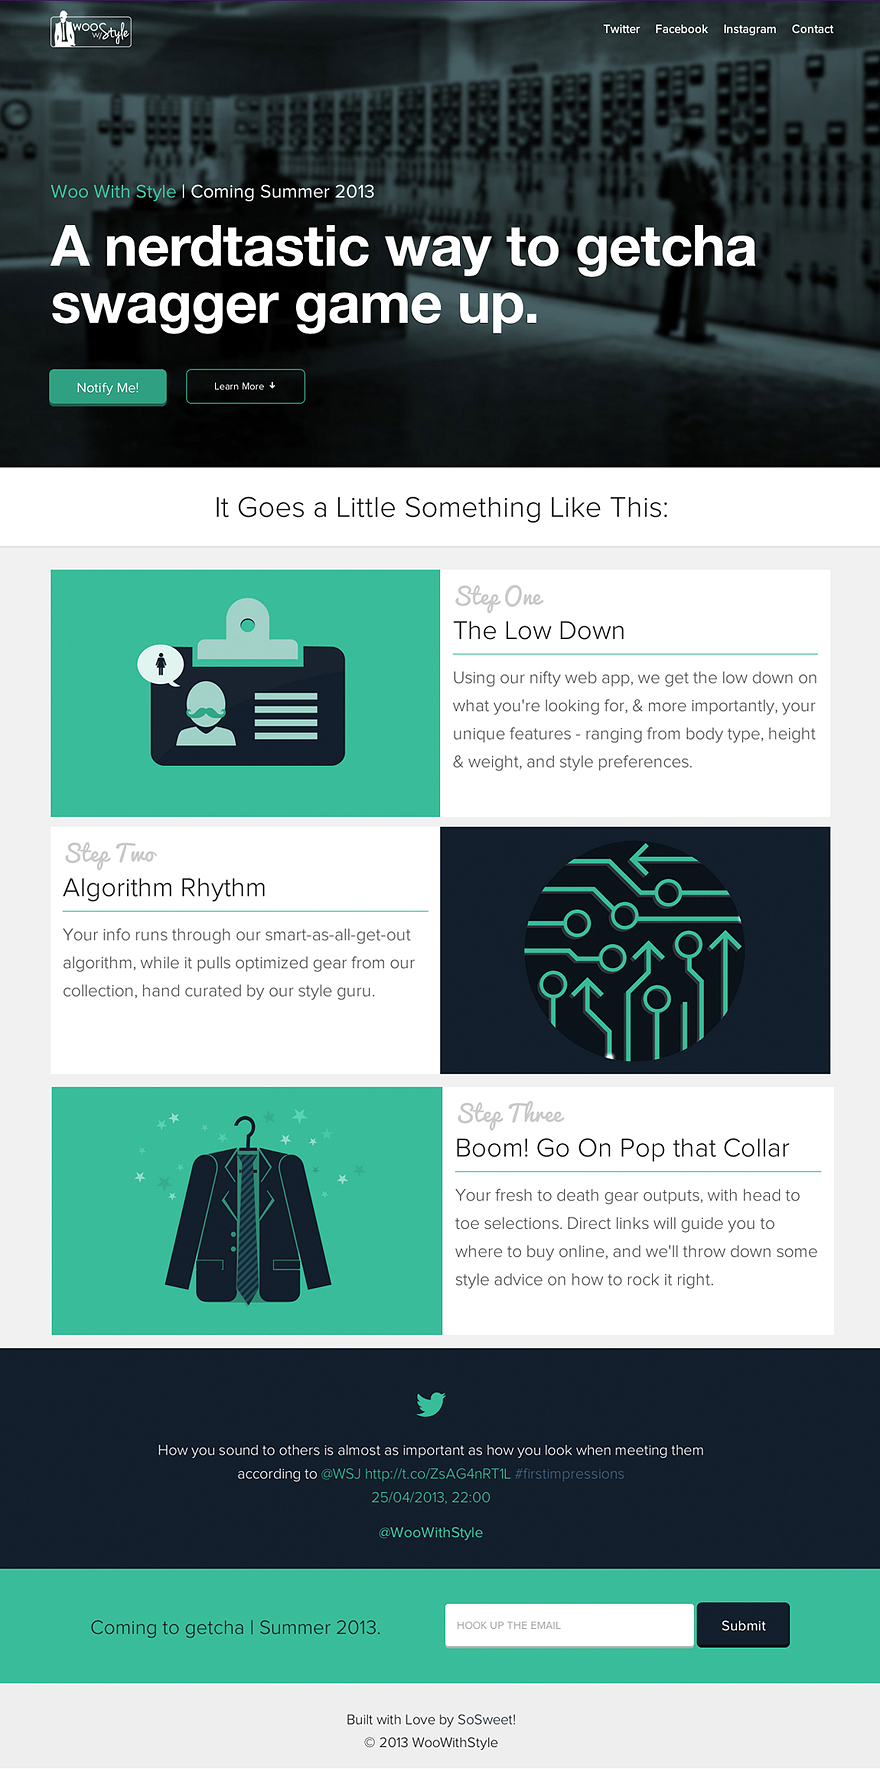 WOO
W/ Style
Twitter Facebook Instagram Contact
Woo With Style | Coming Summer 2013
A nerdtastic way to getcha
swagger game up.
Notify Me! Learn More
It Goes a Little Something Like This:
Step One
The Low Down
Using our nifty web app, we get the low down on
what you're looking for, & more importantly, your
unique features - ranging from body type, height
& weight, and style preferences.
Step Two
Algorithm Rhythm
Your info runs through our smart-as-all-get-out
algorithm, while it pulls optimized gear from our
collection, hand curated by our style guru.
Step Three
Boom! Go On Pop that Collar
Your fresh to death gear outputs, with head to
toe selections. Direct links will guide you to
where to buy online, and we'll throw down some
style advice on how to rock it right.
How you sound to others is almost as important as how you look when meeting them
according to @WSJ http://t.co/ZsAG4nRT1L #firstimpressions
25/04/2013, 22:00
@WooWithStyle
Coming to getcha | Summer 2013.
HOOK UP THE EMAIL
Submit
Built with Love by SoSweet!
© 2013 WooWithStyle